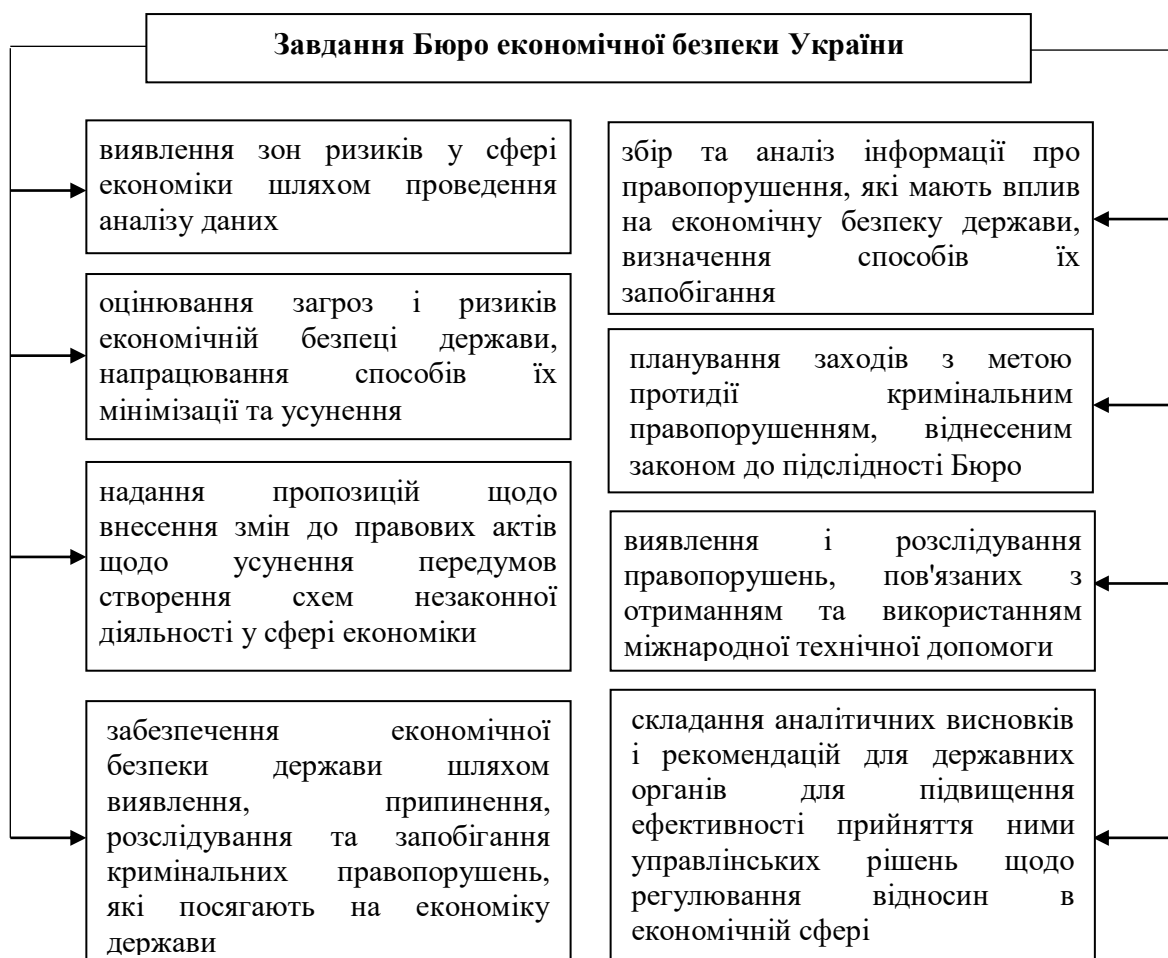 Завдання Бюро економічної безпеки України
виявлення зон ризиків у сфері
економіки шляхом проведення
аналізу даних
оцінювання загроз і ризиків
економічній безпеці держави,
напрацювання способів їх
мінімізації та усунення
надання пропозицій щодо
внесення змін до правових актів
щодо усунення передумов
створення схем незаконної
діяльності у сфері економіки
забезпечення економічної
безпеки держави шляхом
виявлення, припинення,
розслідування та запобігання
кримінальних правопорушень,
які посягають на економіку
держави
збір та аналіз інформації про
правопорушення, які мають вплив
на економічну безпеку держави,
визначення способів їх
запобігання
планування заходів з метою
протидії кримінальним
правопорушенням, віднесеним
законом до підслідності Бюро
виявлення і розслідування
правопорушень, пов'язаних з
отриманням та використанням
міжнародної технічної допомоги
складання аналітичних висновків
і рекомендацій для державних
органів для підвищення
ефективності прийняття ними
управлінських рішень щодо
регулювання відносин в
економічній сфері